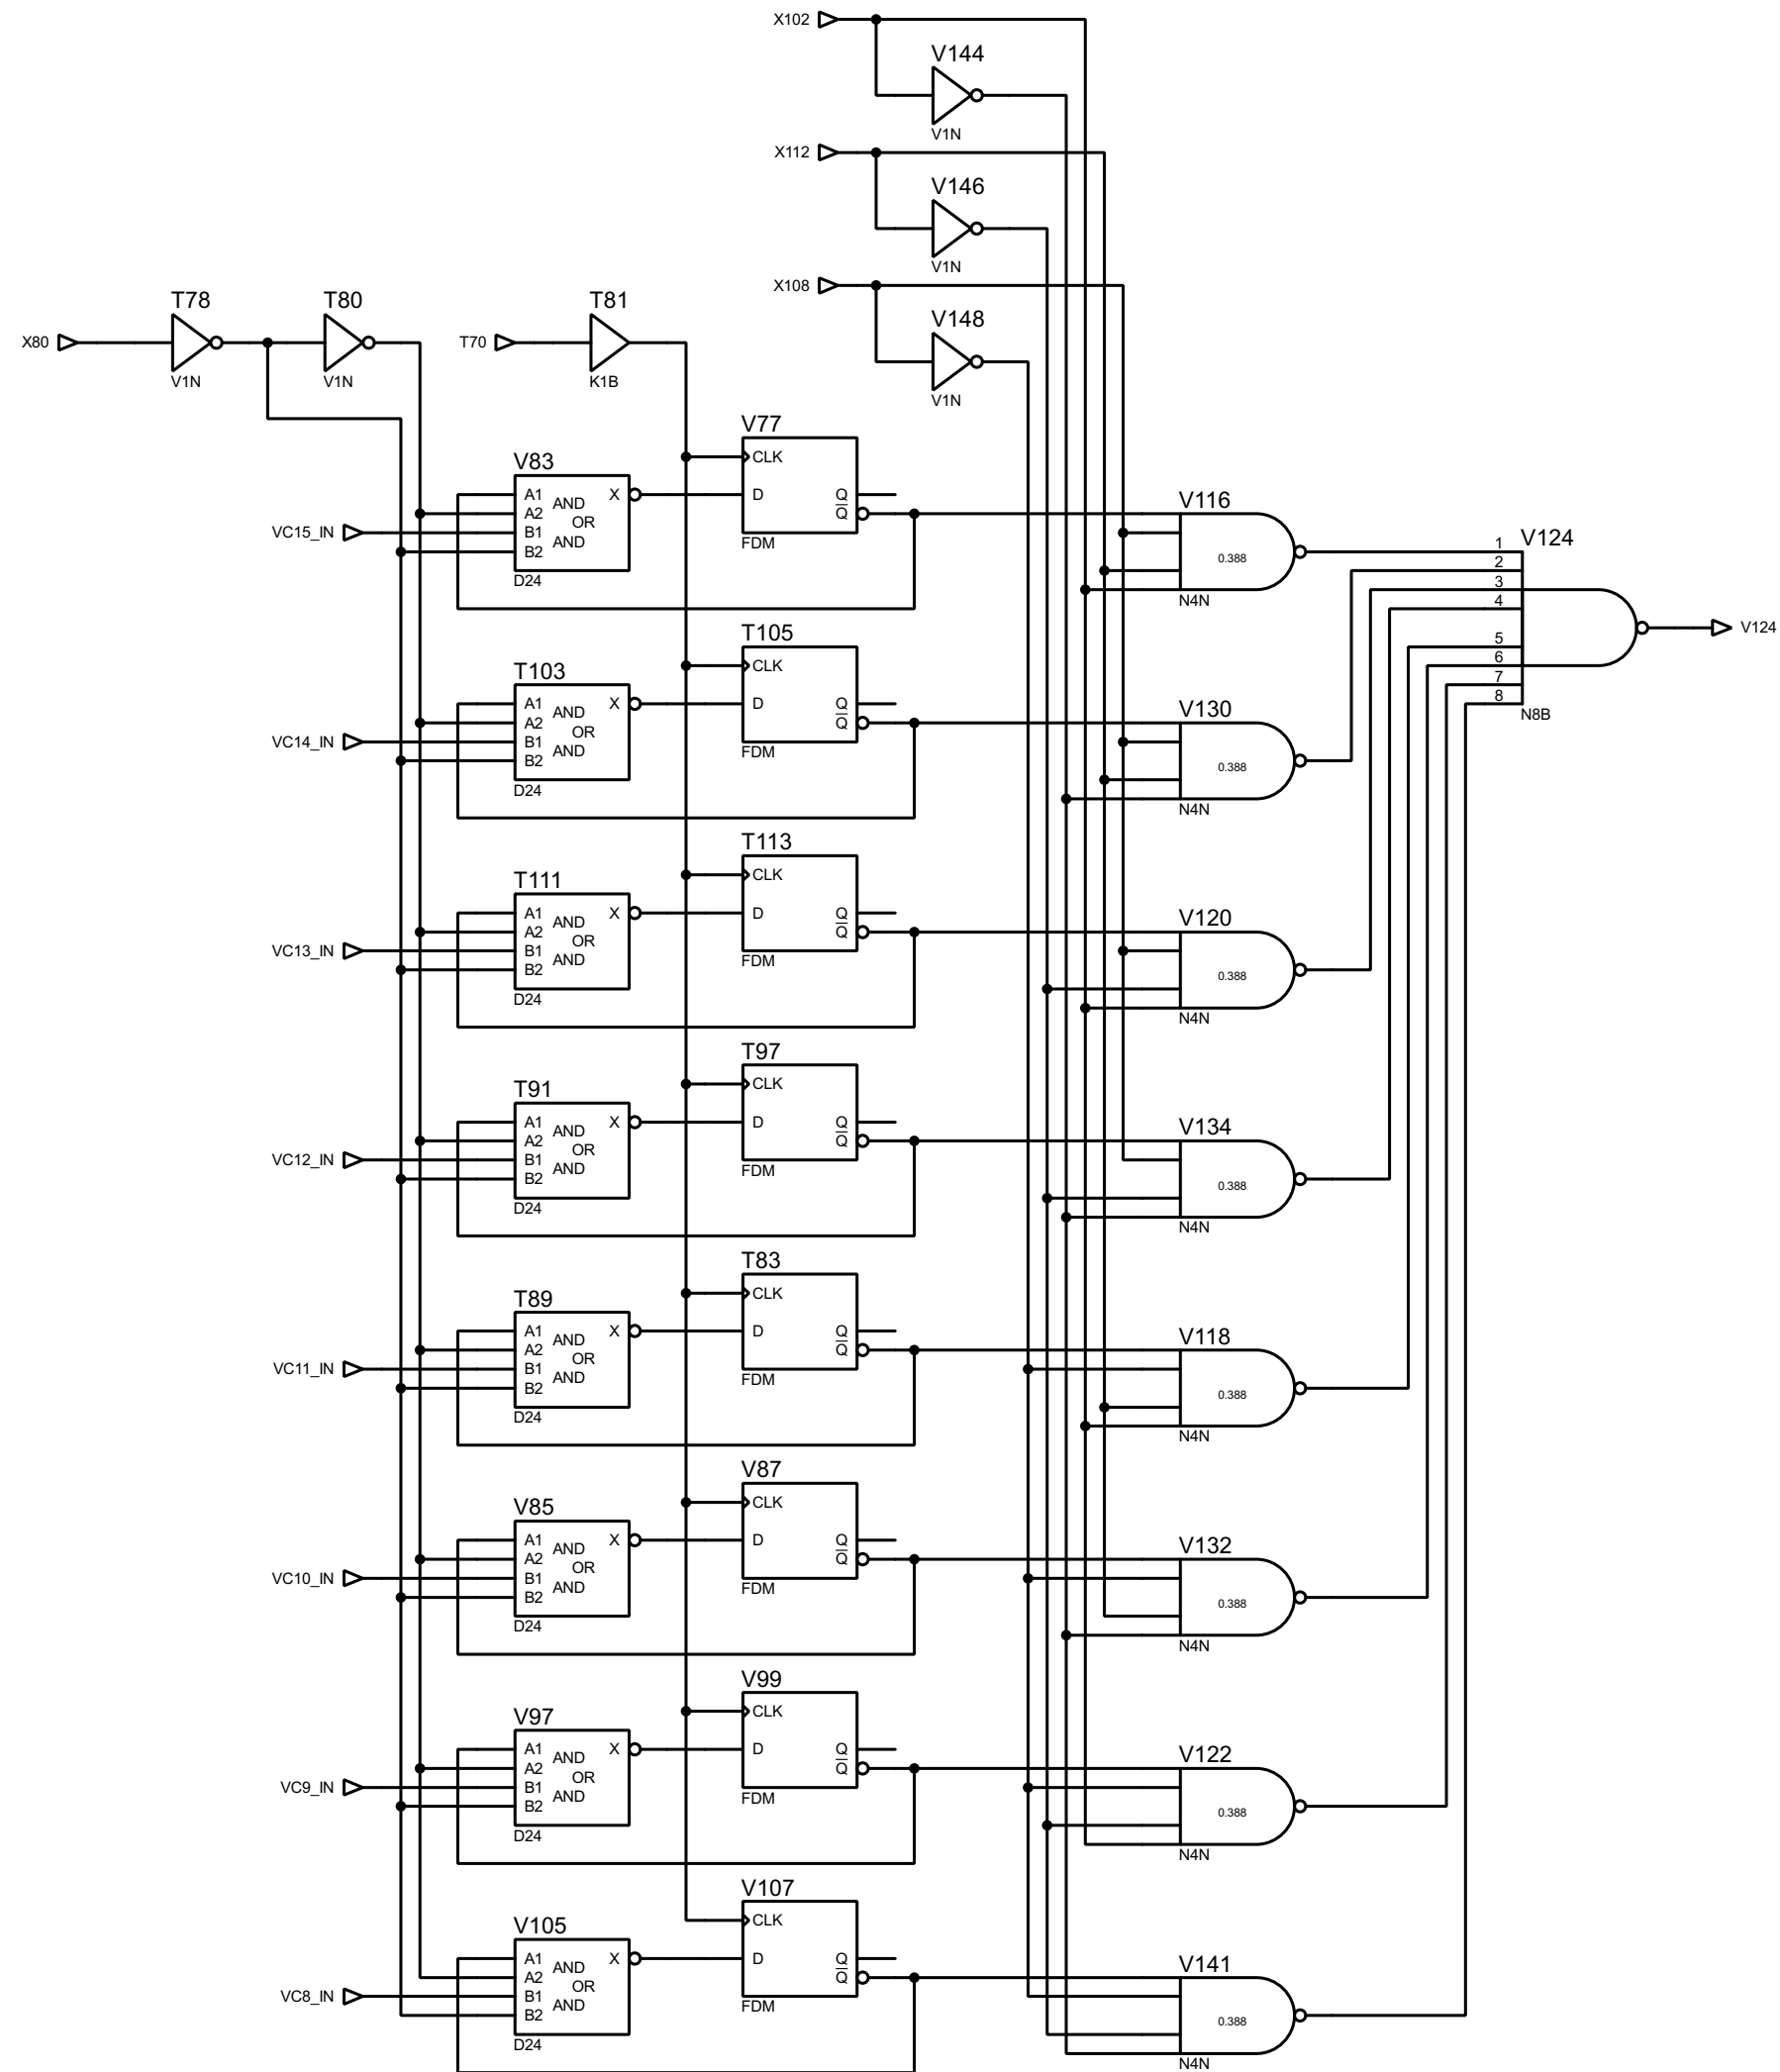 X102
V144
V1N
X112
V146
V1N
X108
V148
V1N
X80
T78
V1N
T80
V1N
T70
T81
K1B
V77
CLK
D
Q
Q
FDM
V83
A1 AND X
A2 OR
B1 AND
B2
D24
VC15_IN
V116
0.388
N4N
V124
1
2
3
4
5
6
7
8
N8B
V124
T105
CLK
D
Q
Q
FDM
T103
A1 AND X
A2 OR
B1 AND
B2
D24
VC14_IN
V130
0.388
N4N
T113
CLK
D
Q
Q
FDM
T111
A1 AND X
A2 OR
B1 AND
B2
D24
VC13_IN
V120
0.388
N4N
T97
CLK
D
Q
Q
FDM
T91
A1 AND X
A2 OR
B1 AND
B2
D24
VC12_IN
V134
0.388
N4N
T83
CLK
D
Q
Q
FDM
T89
A1 AND X
A2 OR
B1 AND
B2
D24
VC11_IN
V118
0.388
N4N
V87
CLK
D
Q
Q
FDM
V85
A1 AND X
A2 OR
B1 AND
B2
D24
VC10_IN
V132
0.388
N4N
V99
CLK
D
Q
Q
FDM
V97
A1 AND X
A2 OR
B1 AND
B2
D24
VC9_IN
V122
0.388
N4N
V107
CLK
D
Q
Q
FDM
V105
A1 AND X
A2 OR
B1 AND
B2
D24
VC8_IN
V141
0.388
N4N